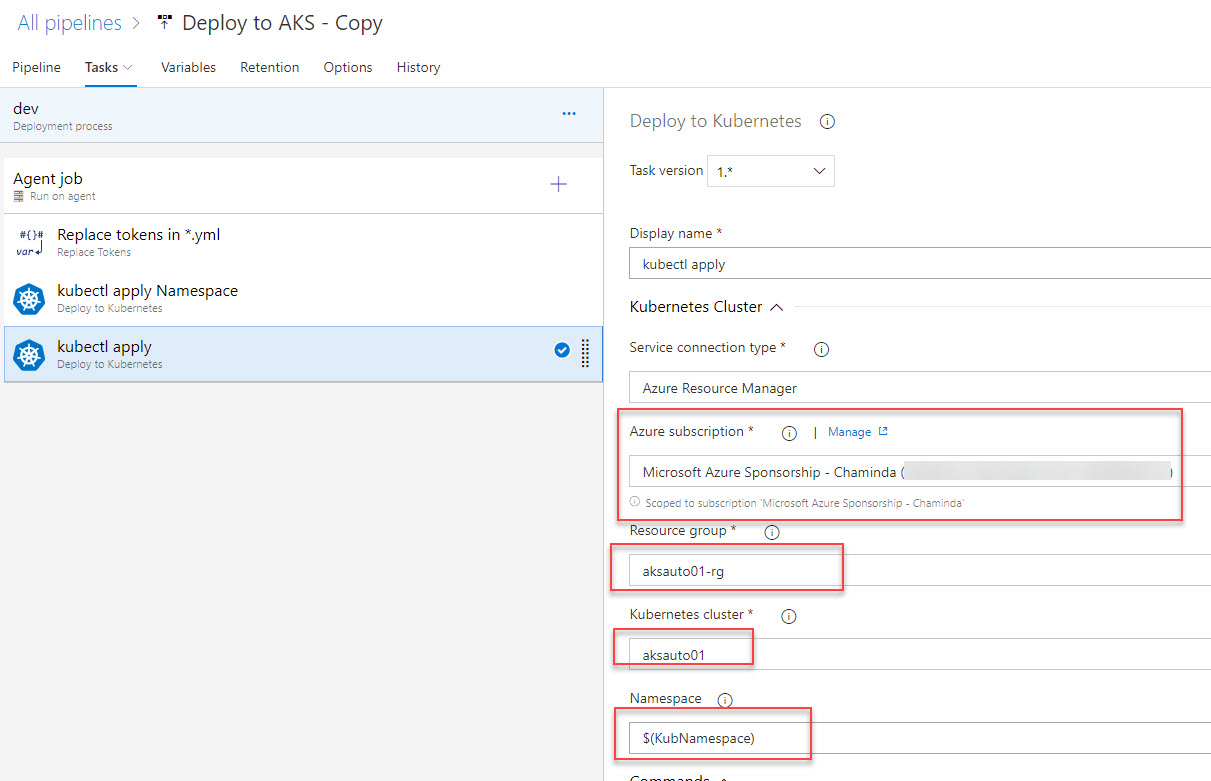 All pipelines > Deploy to AKS - Copy
Pipeline Tasks Variables Retention Options History
dev
Deployment process
...
Agent job
Run on agent
#{}#
var
Replace tokens in *.yml
Replace Tokens
kubectl apply Namespace
Deploy to Kubernetes
kubectl apply
Deploy to Kubernetes
Deploy to Kubernetes
Task version 1.*
Display name *
kubectl apply
Kubernetes Cluster
Service connection type *
Azure Resource Manager
Azure subscription * | Manage
Microsoft Azure Sponsorship - Chaminda ( )
Scoped to subscription 'Microsoft Azure Sponsorship - Chaminda'
Resource group *
aksauto01-rg
Kubernetes cluster *
aksauto01
Namespace
$(KubNamespace)
Commands